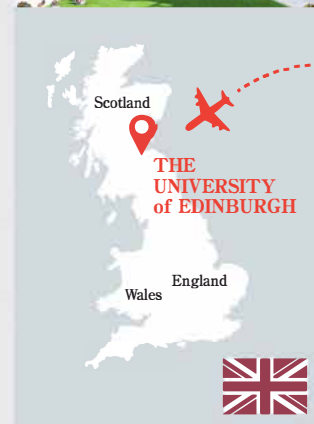 Scotland
THE
UNIVERSITY
of EDINBURGH
England
Wales